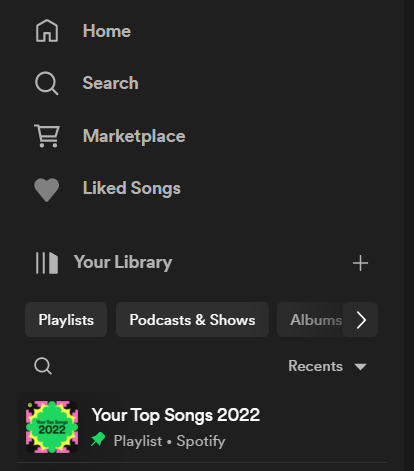 Home
Search
Marketplace
Liked Songs
Your Library
Playlists Podcasts & Shows Albums
Recents
Your Top Songs 2022
Your Top Songs
2022
Playlist • Spotify